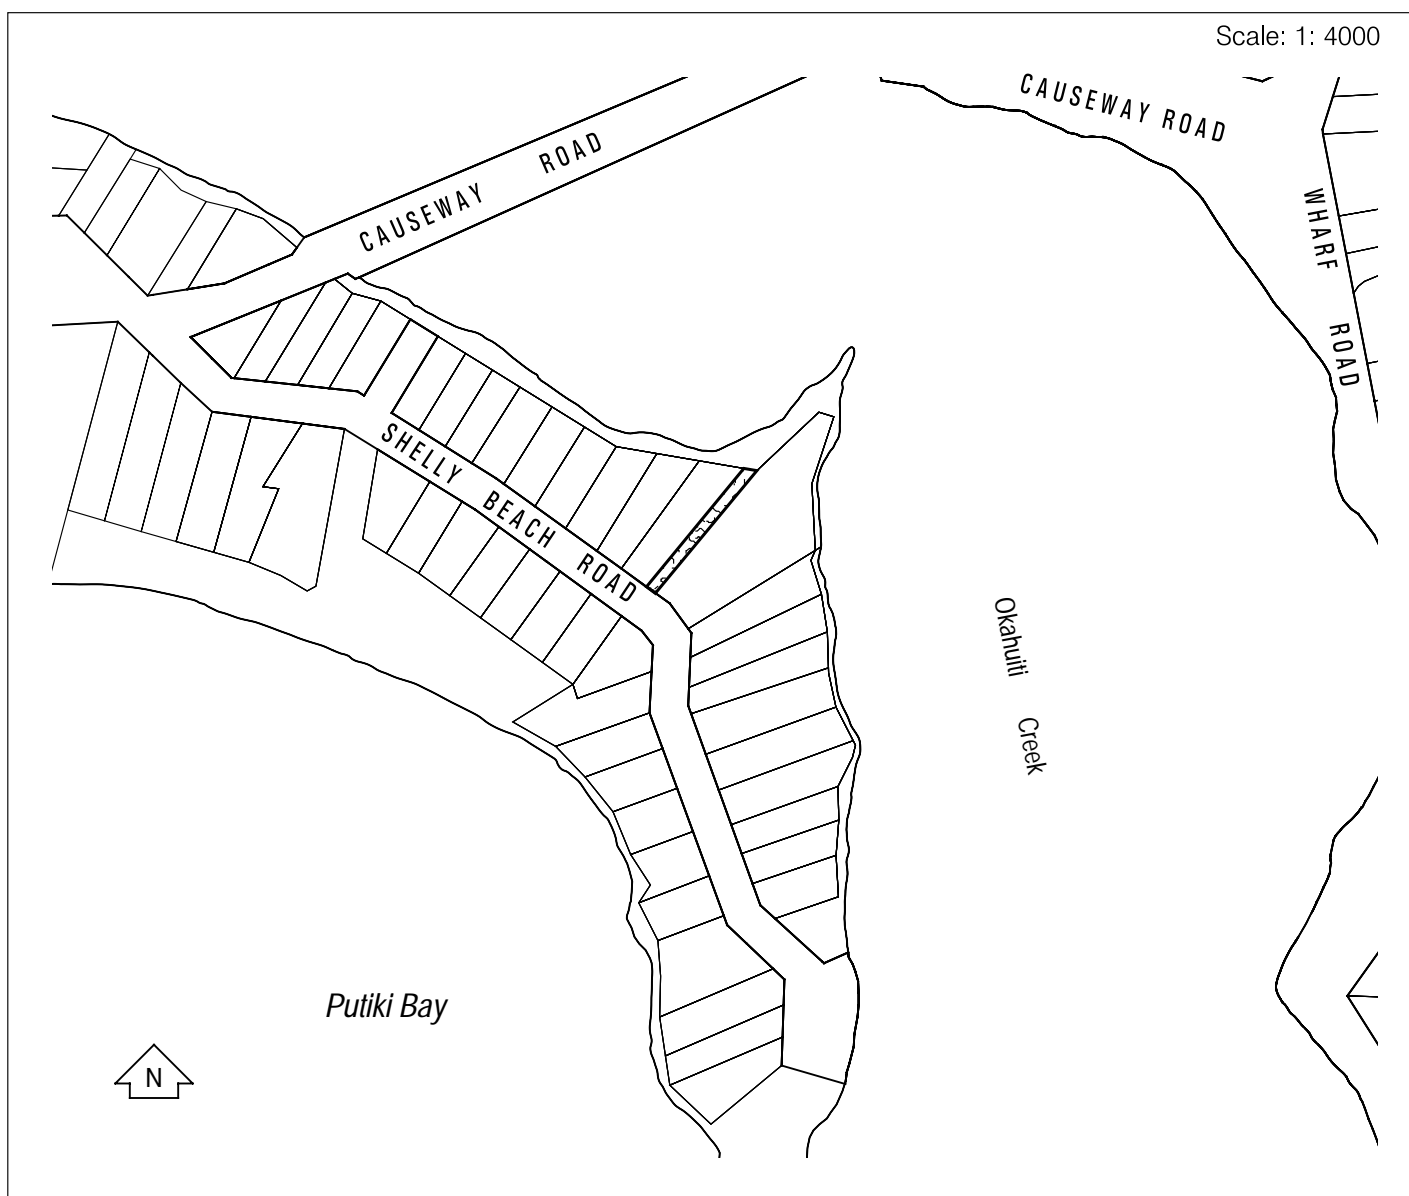 Scale: 1: 4000
CAUSEWAY ROAD
CAUSEWAY ROAD
WHARF ROAD
SHELLY BEACH ROAD
Okahuiti Creek
Putiki Bay
N